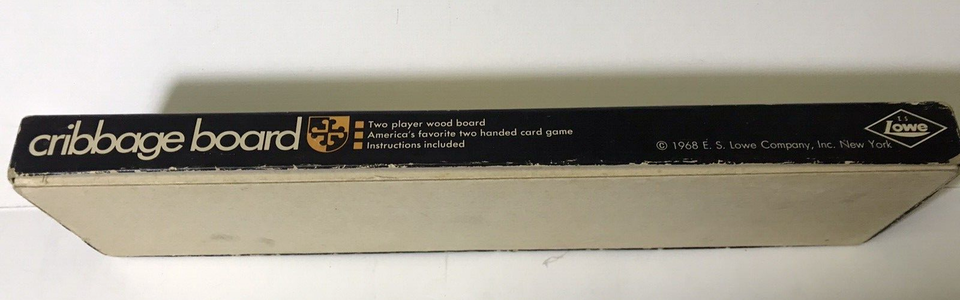 cribbage board
Two player wood board
America's favorite two handed card game
Instructions included
© 1968 E. S. Lowe Company, Inc. New York
E.S.
Lowe